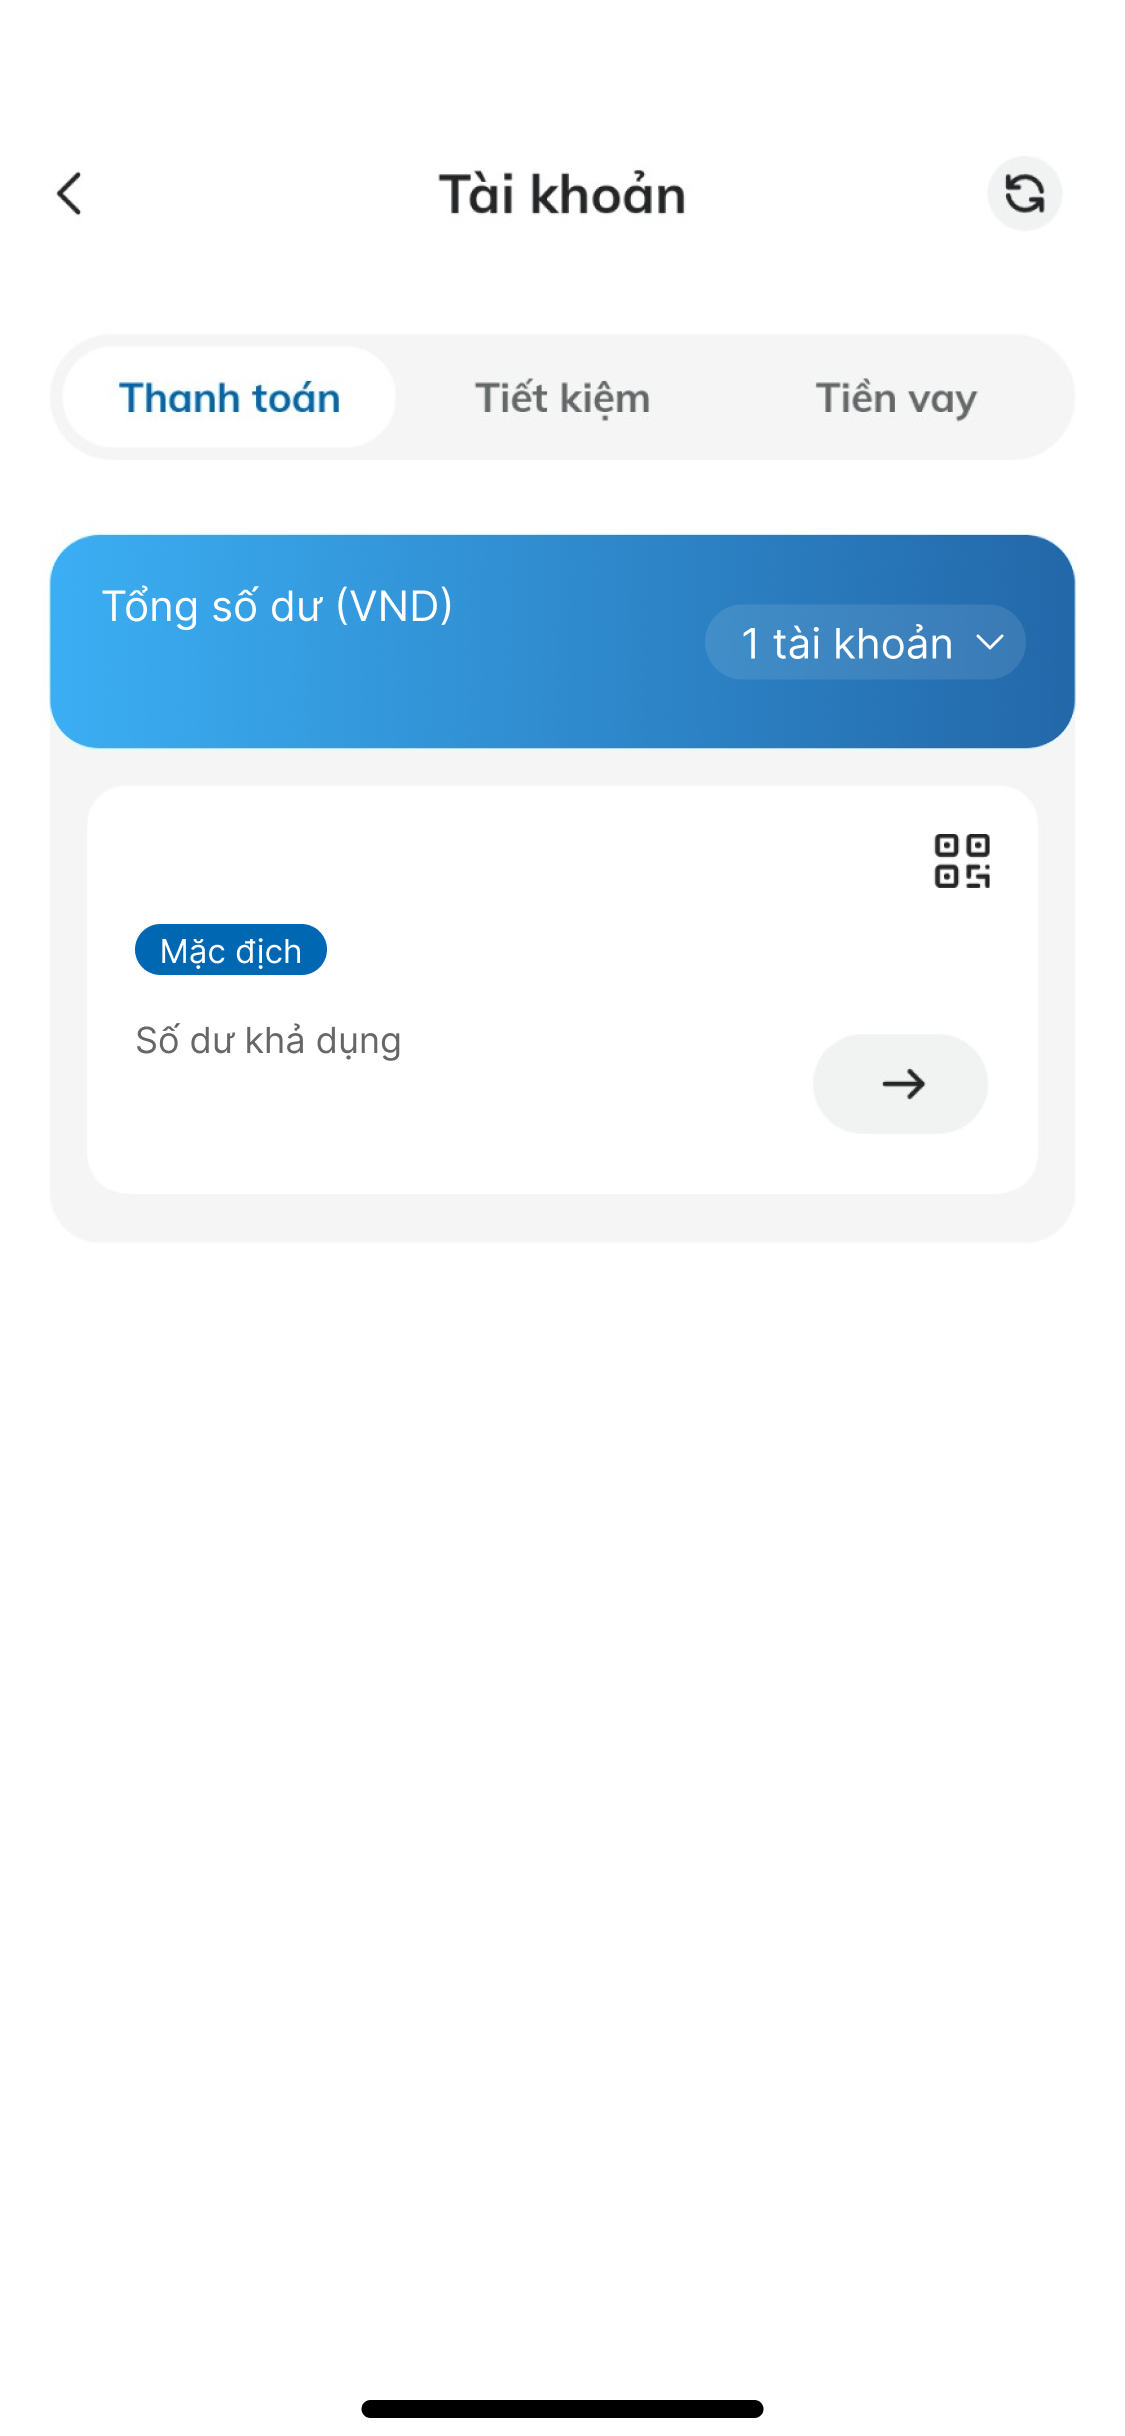 Tài khoản
Thanh toán
Tiết kiệm
Tiền vay
Tổng số dư (VND)
1 tài khoản
Mặc địch
Số dư khả dụng